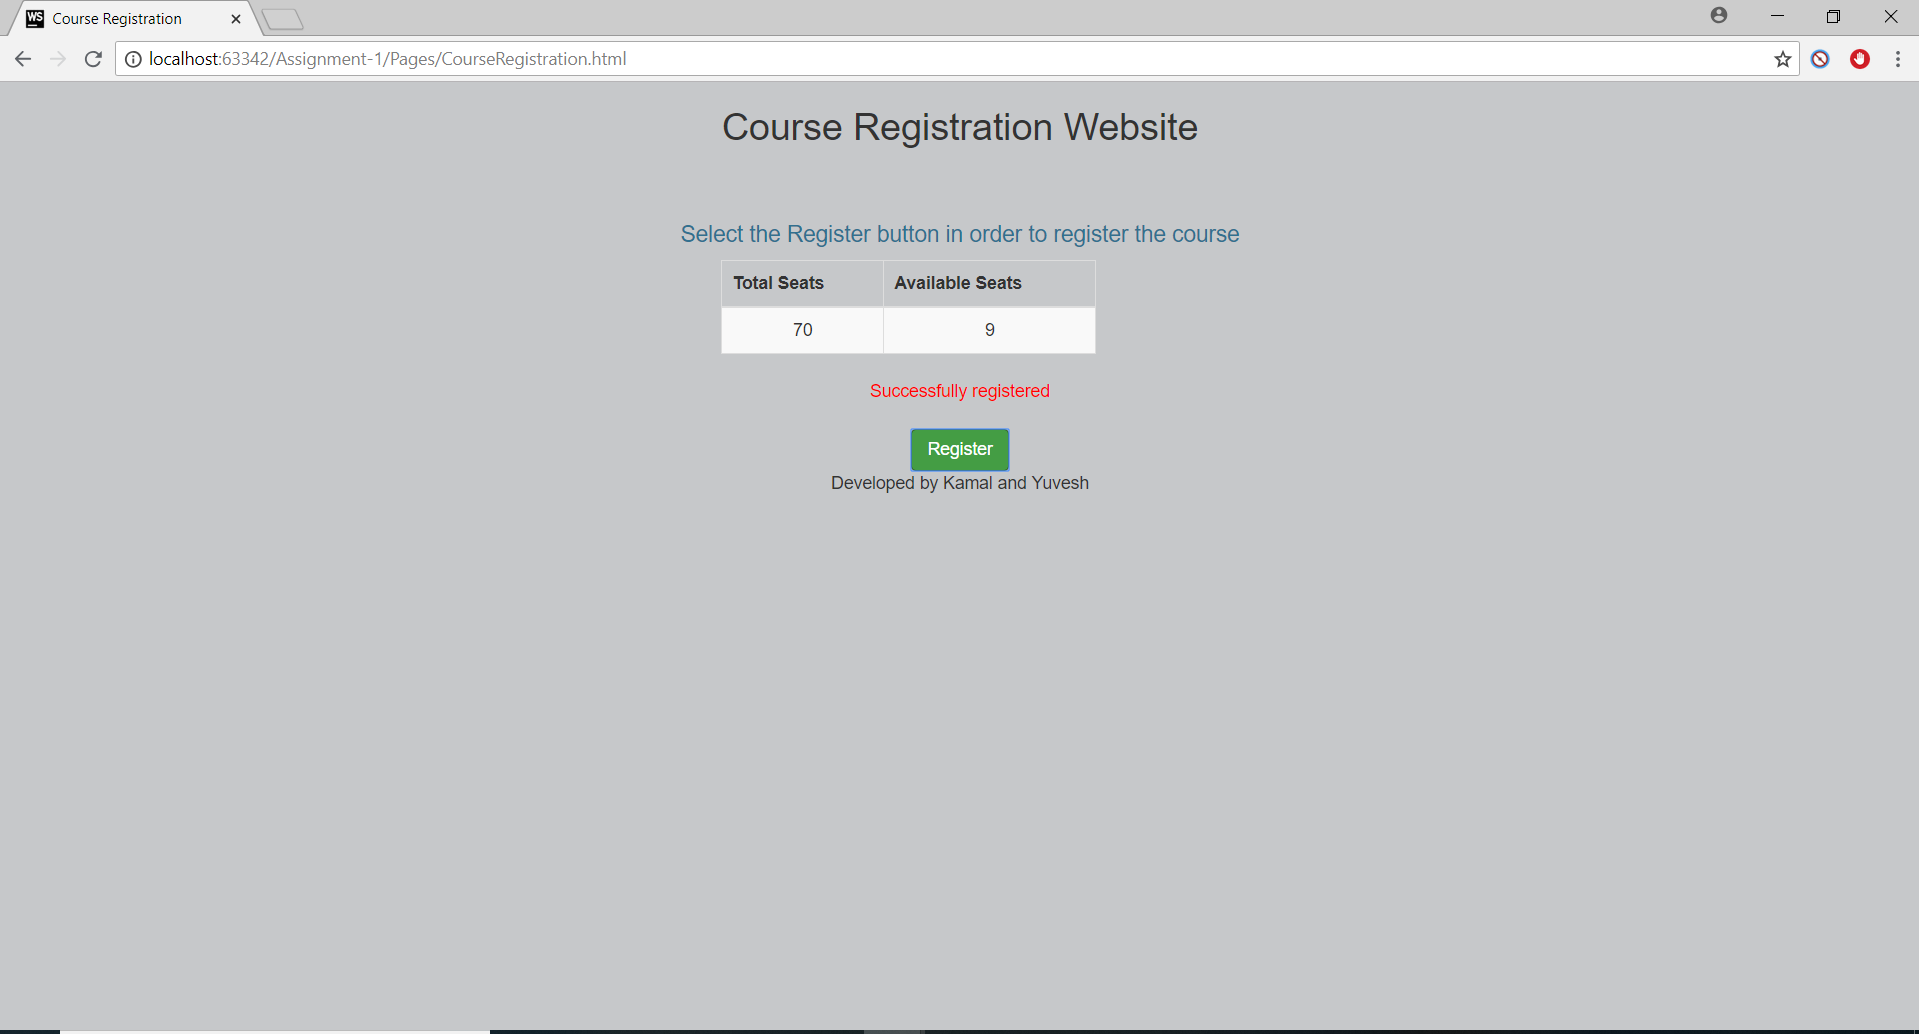 WS Course Registration
localhost:63342/Assignment-1/Pages/CourseRegistration.html
Course Registration Website
Select the Register button in order to register the course
Total Seats Available Seats
70 9
Successfully registered
Register
Developed by Kamal and Yuvesh